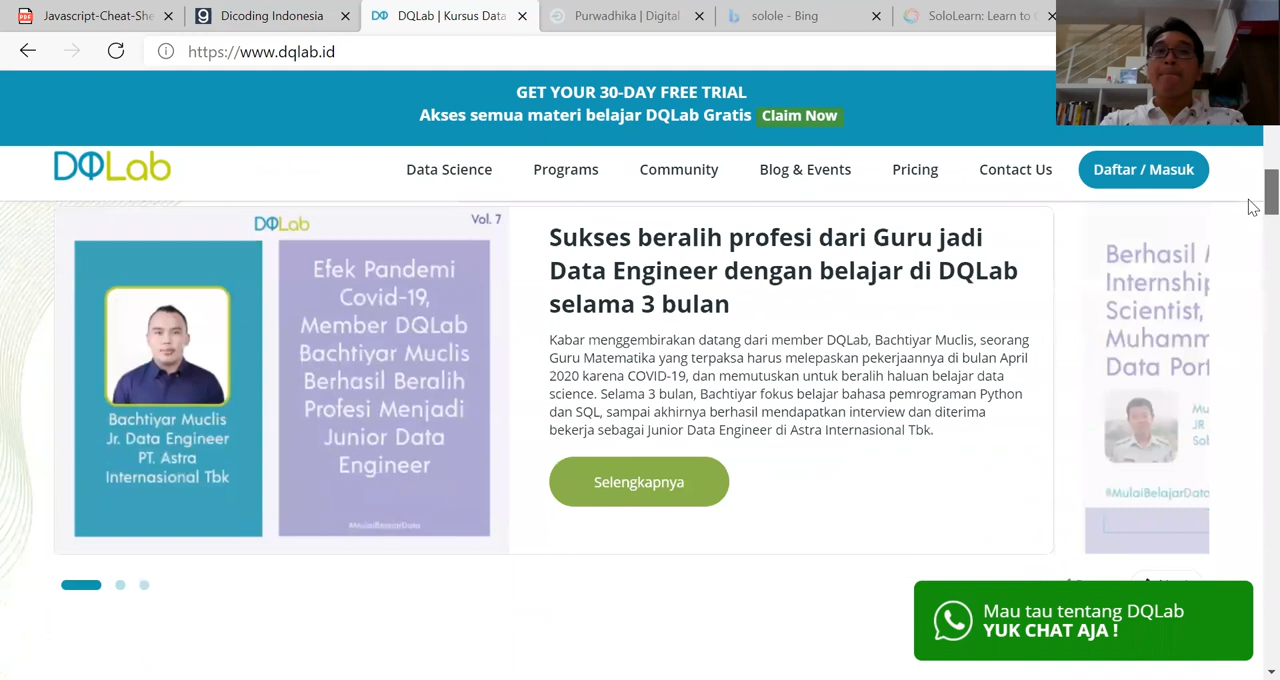 Javascript-Cheat-She
Dicoding Indonesia
DQLab | Kursus Data
Purwadhika | Digital
solole - Bing
SoloLearn: Learn to
https://www.dqlab.id
GET YOUR 30-DAY FREE TRIAL
Akses semua materi belajar DQLab Gratis Claim Now
DQLab
Data Science
Programs
Community
Blog & Events
Pricing
Contact Us
Daftar / Masuk
DQLab
Vol. 7
Bachtiyar Muclis
Jr. Data Engineer
PT. Astra
Internasional Tbk
Efek Pandemi
Covid-19,
Member DQLab
Bachtiyar Muclis
Berhasil Beralih
Profesi Menjadi
Junior Data
Engineer
#MulaiBelajarData
Sukses beralih profesi dari Guru jadi
Data Engineer dengan belajar di DQLab
selama 3 bulan
Kabar menggembirakan datang dari member DQLab, Bachtiyar Muclis, seorang
Guru Matematika yang terpaksa harus melepaskan pekerjaannya di bulan April
2020 karena COVID-19, dan memutuskan untuk beralih haluan belajar data
science. Selama 3 bulan, Bachtiyar fokus belajar bahasa pemrograman Python
dan SQL, sampai akhirnya berhasil mendapatkan interview dan diterima
bekerja sebagai Junior Data Engineer di Astra Internasional Tbk.
Selengkapnya
Berhasil
Internship
Scientist,
Muhamm
Data Port
Mu
JR
#MulaiBelajarData
Mau tau tentang DQLab
YUK CHAT AJA !